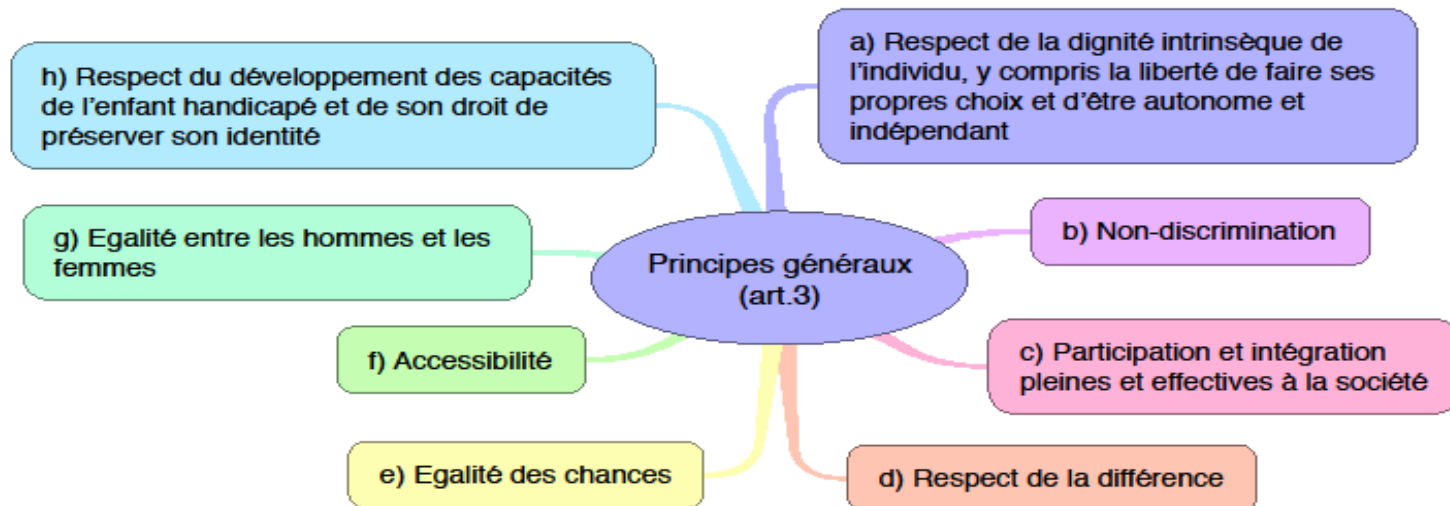 Principes généraux
(art.3)
a) Respect de la dignité intrinsèque de
l'individu, y compris la liberté de faire ses
propres choix et d'être autonome et
indépendant
b) Non-discrimination
c) Participation et intégration
pleines et effectives à la société
d) Respect de la différence
e) Egalité des chances
f) Accessibilité
g) Egalité entre les hommes et les
femmes
h) Respect du développement des capacités
de l'enfant handicapé et de son droit de
préserver son identité